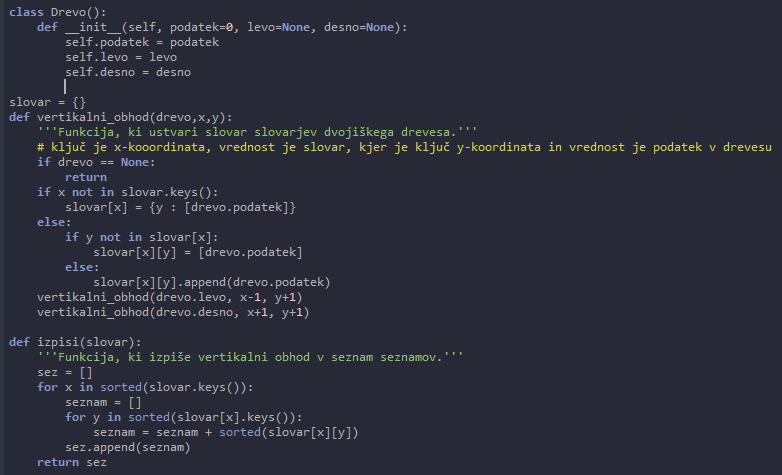 class Drevo():
    def __init__(self, podatek=0, levo=None, desno=None):
        self.podatek = podatek
        self.levo = levo
        self.desno = desno
slovar = {}
def vertikalni_obhod(drevo,x,y):
    '''Funkcija, ki ustvari slovar slovarjev dvojiškega drevesa.'''
    # ključ je x-kooordinata, vrednost je slovar, kjer je ključ y-koordinata in vrednost je podatek v drevesu
    if drevo == None:
        return
    if x not in slovar.keys():
        slovar[x] = {y : [drevo.podatek]}
    else:
        if y not in slovar[x]:
            slovar[x][y] = [drevo.podatek]
        else:
            slovar[x][y].append(drevo.podatek)
    vertikalni_obhod(drevo.levo, x-1, y+1)
    vertikalni_obhod(drevo.desno, x+1, y+1)
def izpisi(slovar):
    '''Funkcija, ki izpiše vertikalni obhod v seznam seznamov.'''
    sez = []
    for x in sorted(slovar.keys()):
        seznam = []
        for y in sorted(slovar[x].keys()):
            seznam = seznam + sorted(slovar[x][y])
        sez.append(seznam)
    return sez